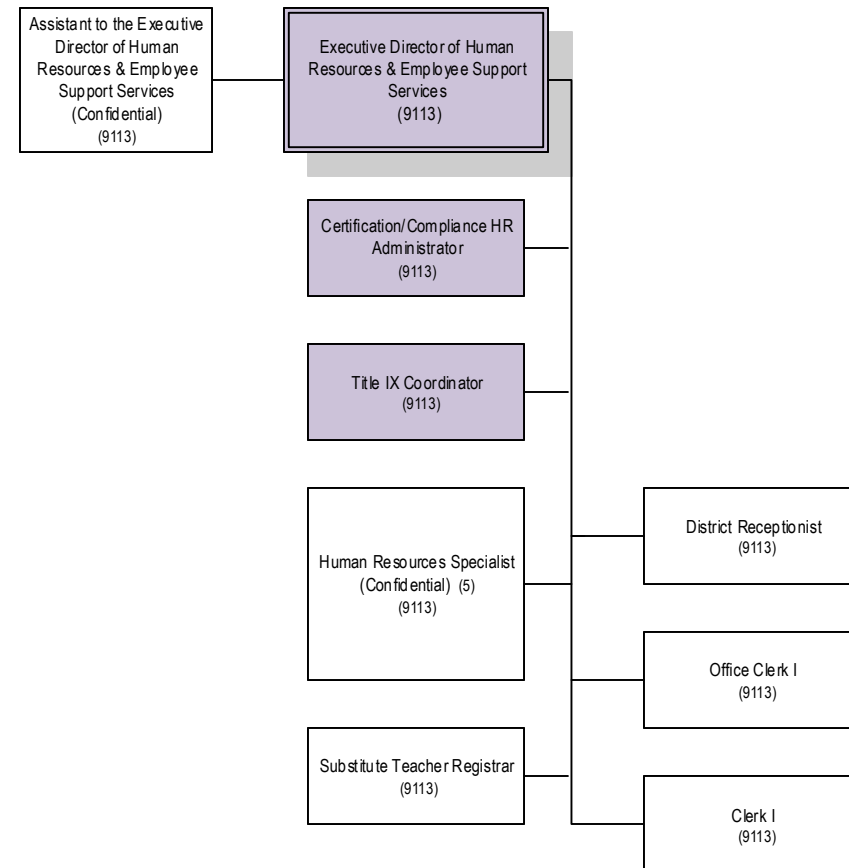 Assistant to the Executive
Director of Human
Resources & Employee
Support Services
(Confidential)
(9113)
Executive Director of Human
Resources & Employee Support
Services
(9113)
Certification/Compliance HR
Administrator
(9113)
Title IX Coordinator
(9113)
Human Resources Specialist
(Confidential) (5)
(9113)
District Receptionist
(9113)
Office Clerk I
(9113)
Substitute Teacher Registrar
(9113)
Clerk I
(9113)